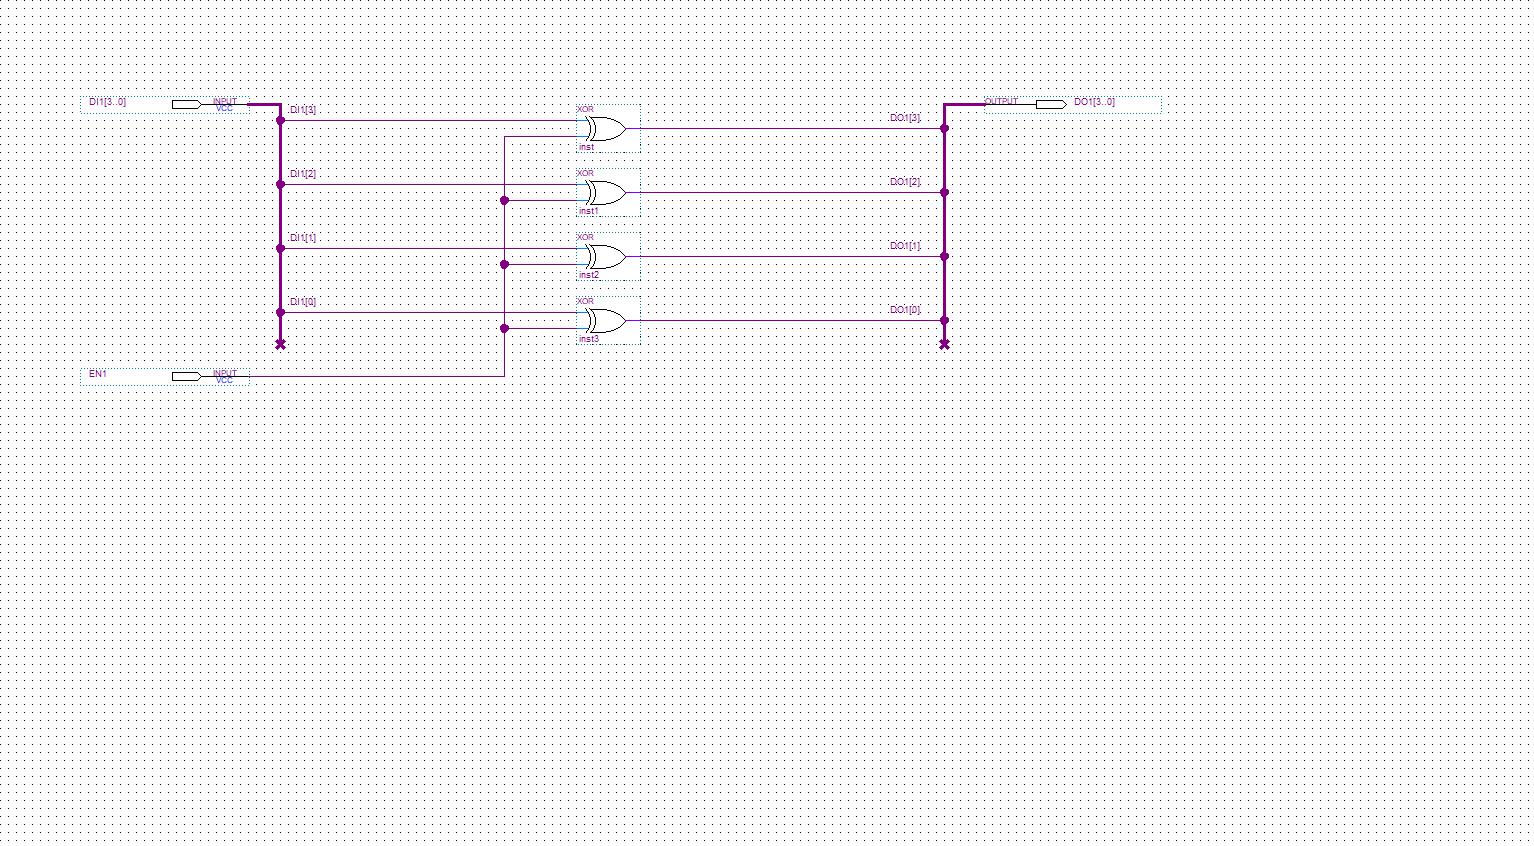 DI1[3..0]
INPUT
VCC
DI1[3]
XOR
inst
DO1[3]
OUTPUT
DO1[3..0]
DI1[2]
XOR
inst1
DO1[2]
DI1[1]
XOR
inst2
DO1[1]
DI1[0]
XOR
inst3
DO1[0]
EN1
INPUT
VCC